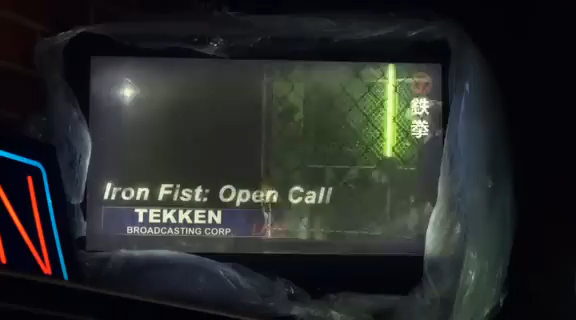 鉄拳
Iron Fist: Open Call
TEKKEN
BROADCASTING CORP
N